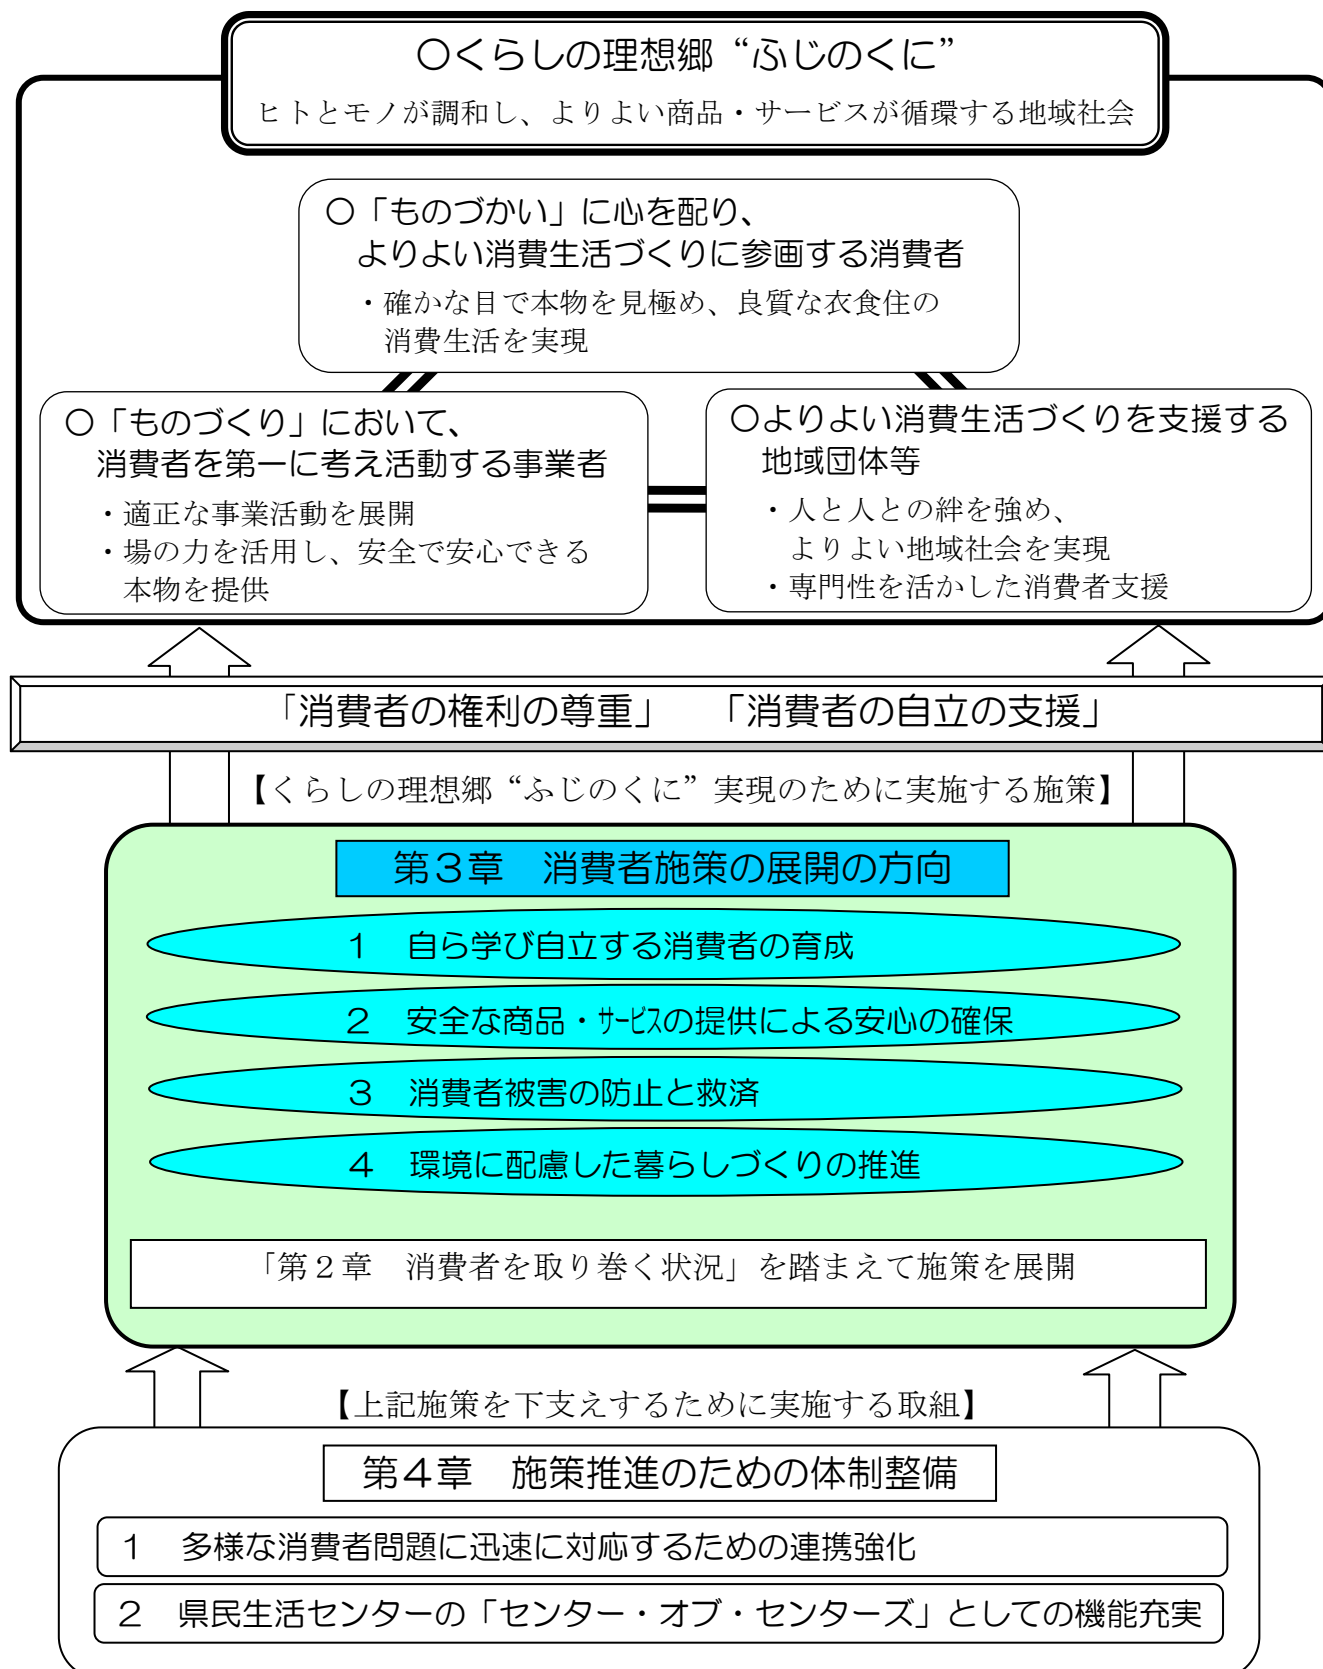 ○くらしの理想郷“ふじのくに”
ヒトとモノが調和し、よりよい商品・サービスが循環する地域社会
○「ものづかい」に心を配り、
よりよい消費生活づくりに参画する消費者
・確かな目で本物を見極め、良質な衣食住の
消費生活を実現
○「ものづくり」において、
消費者を第一に考え活動する事業者
・適正な事業活動を展開
・場の力を活用し、安全で安心できる
本物を提供
○よりよい消費生活づくりを支援する
地域団体等
・人と人との絆を強め、
よりよい地域社会を実現
・専門性を活かした消費者支援
「消費者の権利の尊重」　「消費者の自立の支援」
【くらしの理想郷“ふじのくに”実現のために実施する施策】
第３章　消費者施策の展開の方向
１　自ら学び自立する消費者の育成
２　安全な商品・ｻｰﾋﾞｽの提供による安心の確保
３　消費者被害の防止と救済
４　環境に配慮した暮らしづくりの推進
「第２章　消費者を取り巻く状況」を踏まえて施策を展開
【上記施策を下支えするために実施する取組】
第４章　施策推進のための体制整備
１　多様な消費者問題に迅速に対応するための連携強化
２　県民生活センターの「センター・オブ・センターズ」としての機能充実